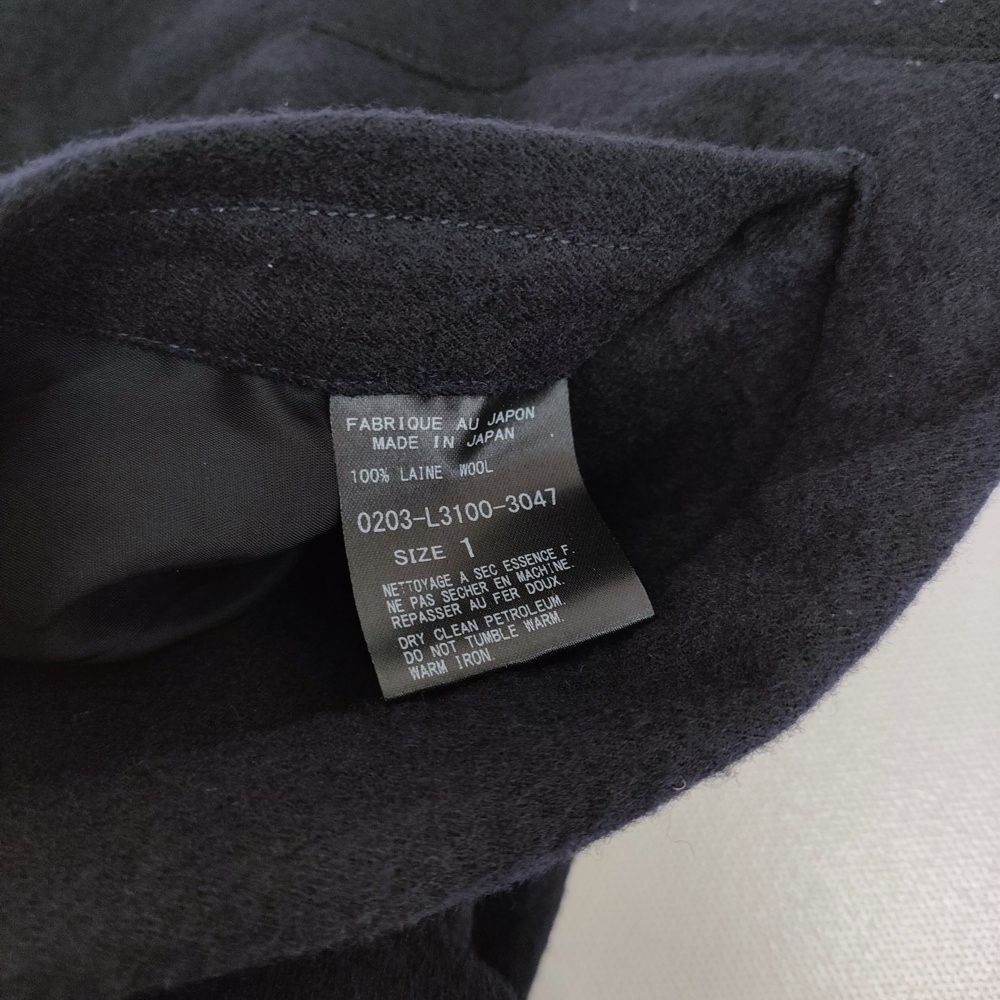 FABRIQUE AU JAPON
MADE IN JAPAN
100% LAINE WOOL
0203-L3100-3047
SIZE 1
NETTOYAGE A SEC ESSENCE F.
NE PAS SECHER EN MACHINE.
REPASSER AU FER DOUX.
DRY CLEAN PETROLEUM.
DO NOT TUMBLE WARM.
WARM IRON.